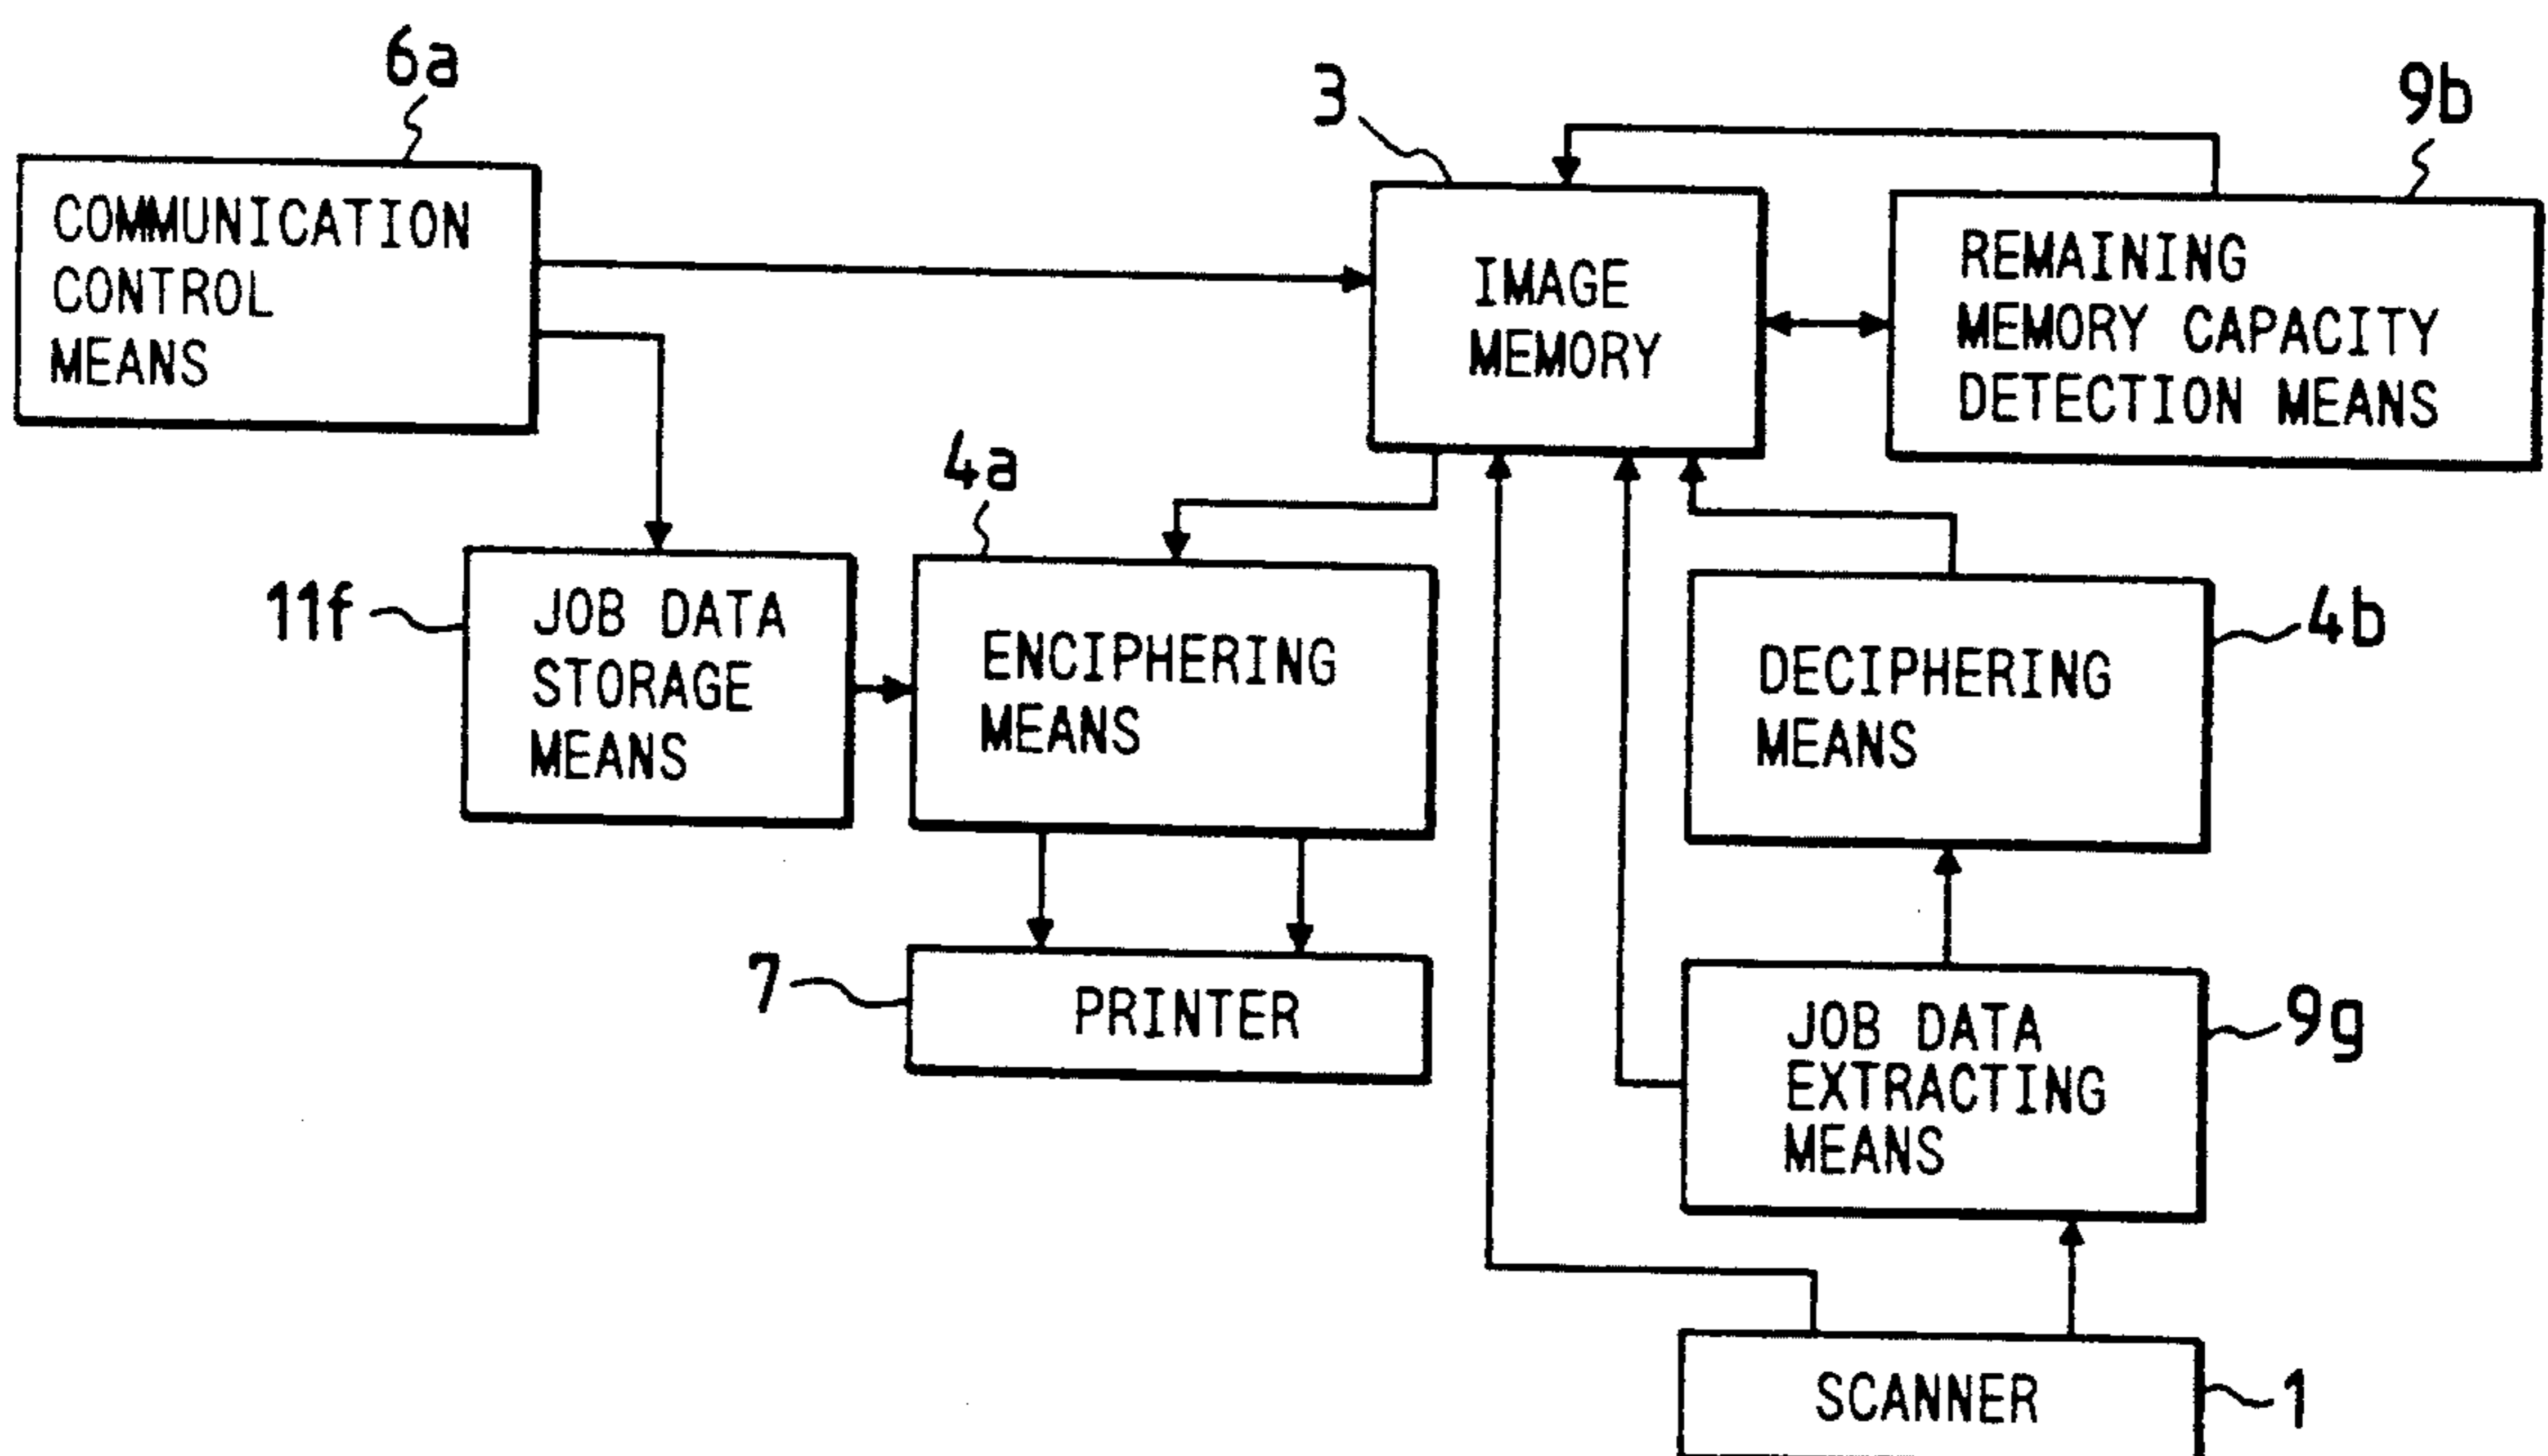 6a
3
9b
COMMUNICATION
CONTROL
MEANS
IMAGE
MEMORY
REMAINING
MEMORY CAPACITY
DETECTION MEANS
4a
11f
JOB DATA
STORAGE
MEANS
ENCIPHERING
MEANS
DECIPHERING
MEANS
4b
7
PRINTER
JOB DATA
EXTRACTING
MEANS
9g
SCANNER
1